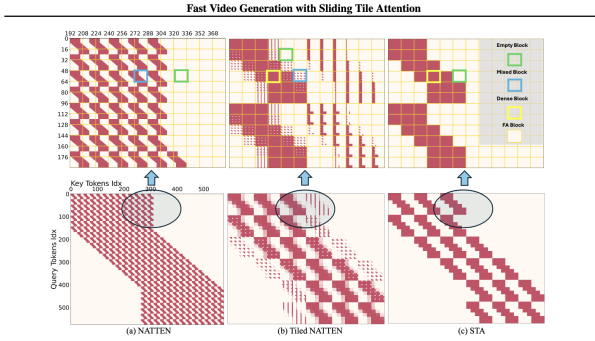 Fast Video Generation with Sliding Tile Attention
192 208 224 240 256 272 288 304 320 336 352 368
0
16
32
48
64
80
96
112
128
144
160
176
Empty Block
Mixed Block
Dense Block
FA Block
Key Tokens Idx
0 100 200 300 400 500
Query Tokens Idx
0
100
200
300
400
500
(a) NATTEN
(b) Tiled NATTEN
(c) STA